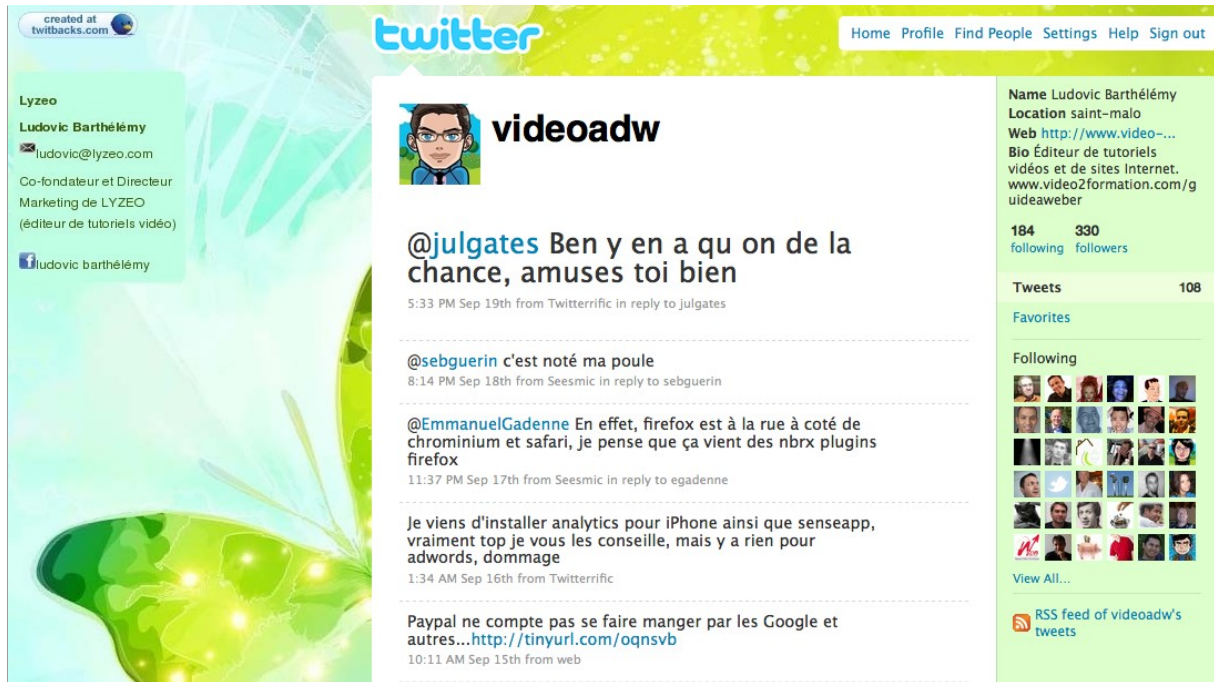 created at
twitbacks.com
twitter
Home Profile Find People Settings Help Sign out
Lyzeo
Ludovic Barthélémy
ludovic@lyzeo.com
Co-fondateur et Directeur
Marketing de LYZEO
(éditeur de tutoriels vidéo)
ludovic barthélémy
videoadw
@julgates Ben y en a qu on de la
chance, amuses toi bien
5:33 PM Sep 19th from Twitterrific in reply to julgates
@sebguerin c'est noté ma poule
8:14 PM Sep 18th from Seesmic in reply to sebguerin
@EmmanuelGadenne En effet, firefox est à la rue à coté de
chrominium et safari, je pense que ça vient des nbrx plugins
firefox
11:37 PM Sep 17th from Seesmic in reply to egadenne
Je viens d'installer analytics pour iPhone ainsi que senseapp,
vraiment top je vous les conseille, mais y a rien pour
adwords, dommage
1:34 AM Sep 16th from Twitterrific
Paypal ne compte pas se faire manger par les Google et
autres...http://tinyurl.com/oqnsvb
10:11 AM Sep 15th from web
Name Ludovic Barthélémy
Location saint-malo
Web http://www.video-...
Bio Éditeur de tutoriels
vidéos et de sites Internet.
www.video2formation.com/g
uideaweber
184 330
following followers
Tweets 108
Favorites
Following
View All...
RSS feed of videoadw's
tweets